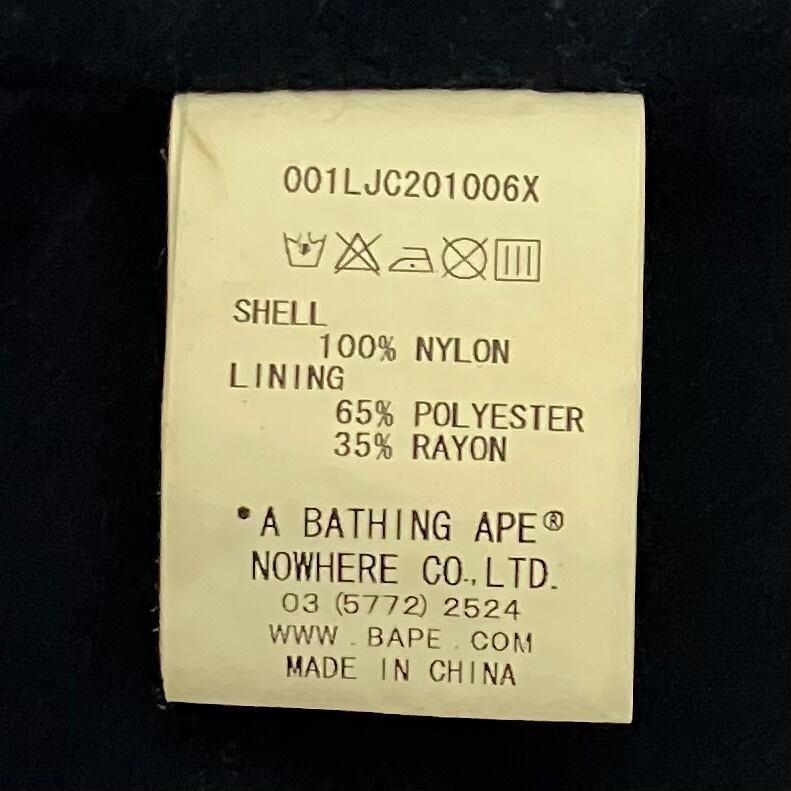 001LJC201006X
SHELL
100% NYLON
LINING
65% POLYESTER
35% RAYON
*A BATHING APE®
NOWHERE CO.,LTD.
03 (5772) 2524
WWW.BAPE.COM
MADE IN CHINA